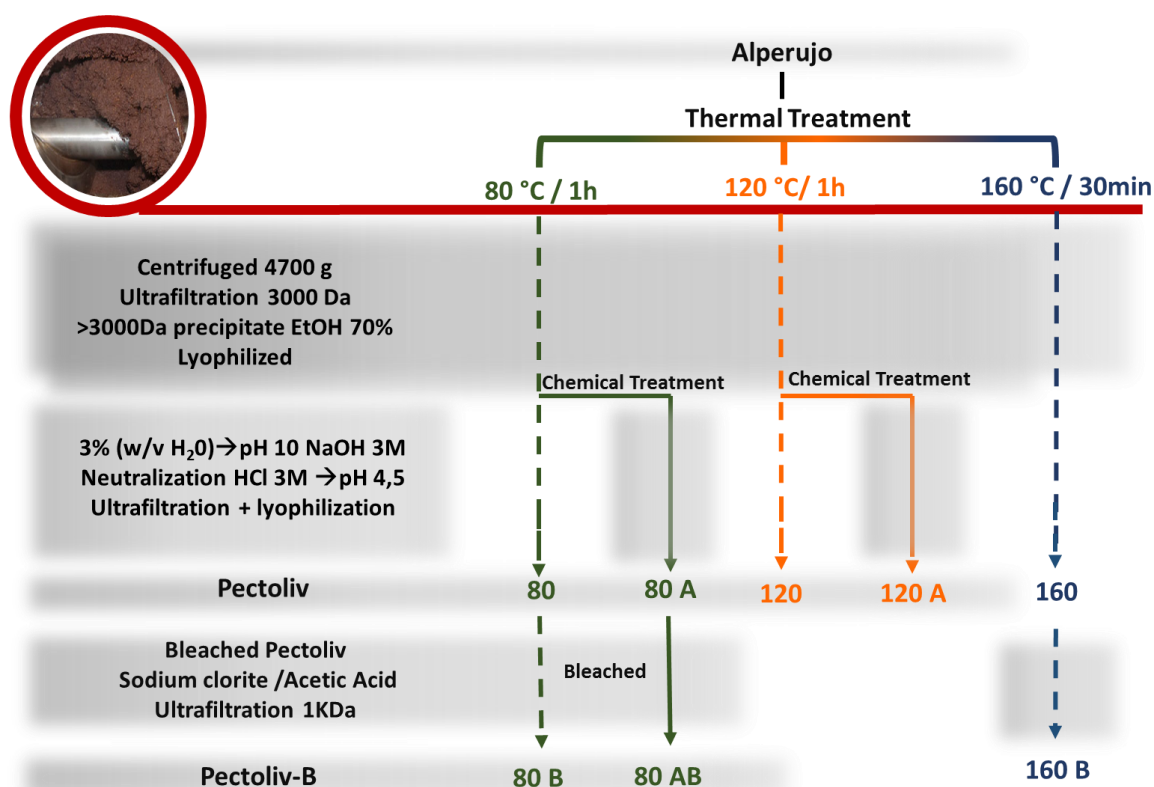 Alperujo
Thermal Treatment
80 °C / 1h
120 °C/ 1h
160 °C / 30min
Centrifuged 4700 g
Ultrafiltration 3000 Da
>3000Da precipitate EtOH 70%
Lyophilized
Chemical Treatment
Chemical Treatment
3% (w/v H₂0)→pH 10 NaOH 3M
Neutralization HCl 3M →pH 4,5
Ultrafiltration + lyophilization
Pectoliv
80
80 A
120
120 A
160
Bleached Pectoliv
Sodium clorite /Acetic Acid
Ultrafiltration 1KDa
Bleached
Pectoliv-B
80 B
80 AB
160 B